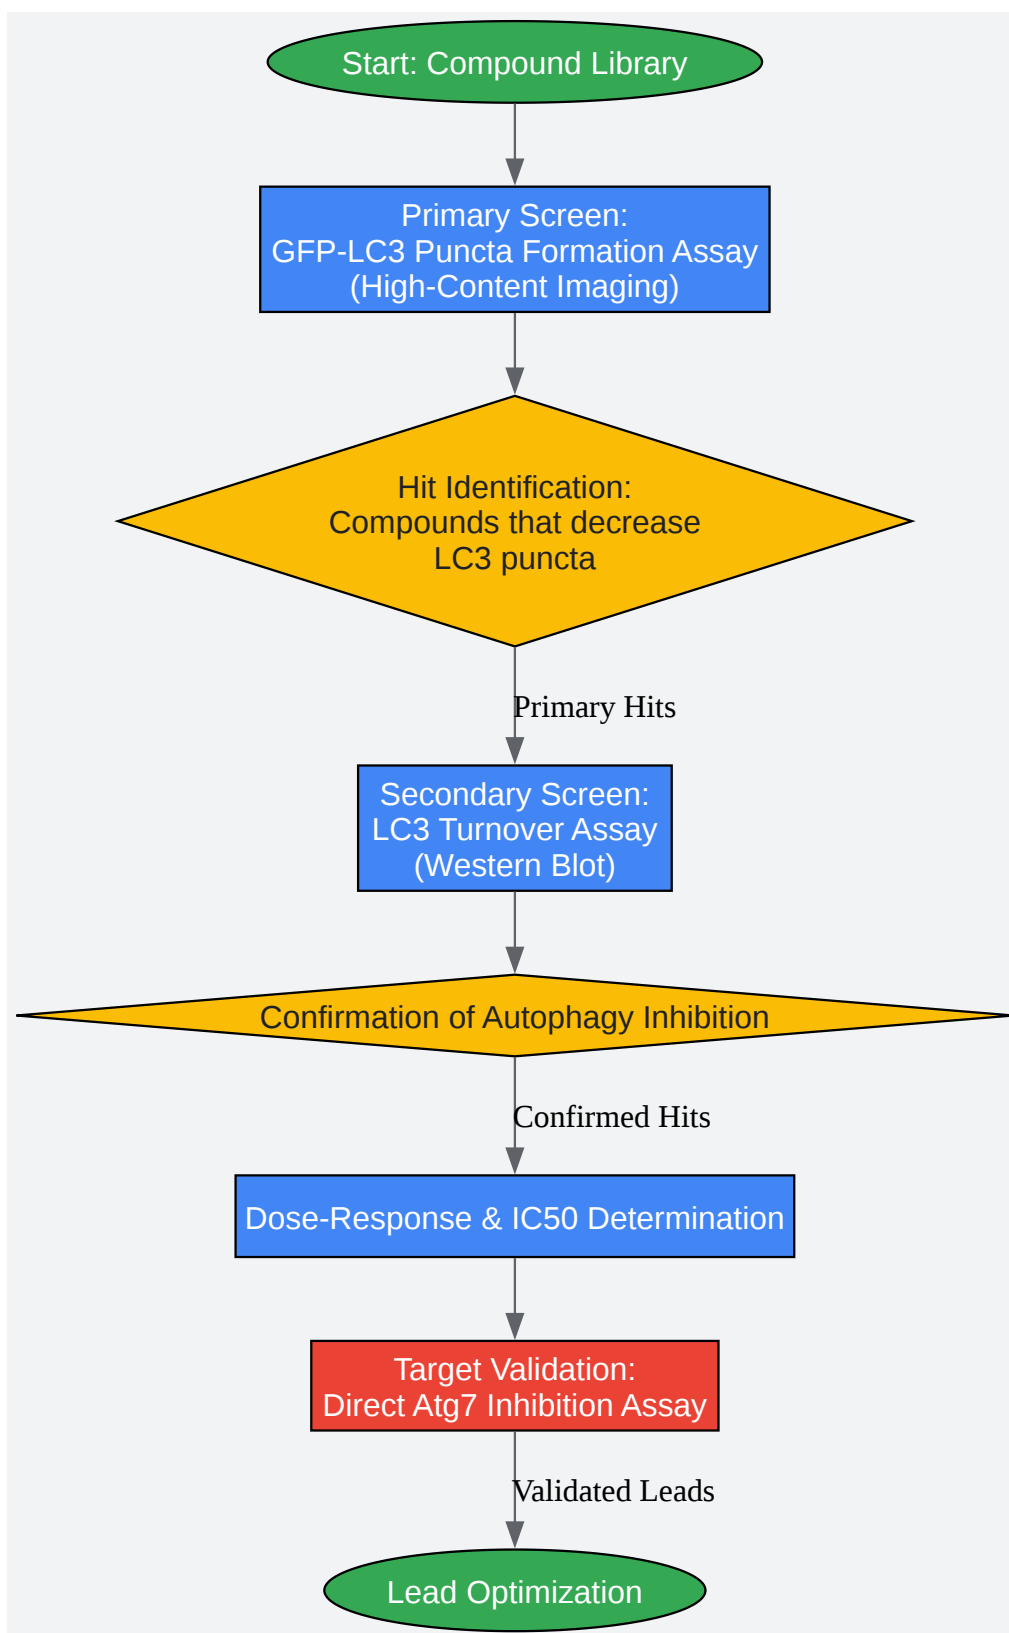 Start: Compound Library
Primary Screen:
GFP-LC3 Puncta Formation Assay
(High-Content Imaging)
Hit Identification:
Compounds that decrease
LC3 puncta
Primary Hits
Secondary Screen:
LC3 Turnover Assay
(Western Blot)
Confirmation of Autophagy Inhibition
Confirmed Hits
Dose-Response & IC50 Determination
Target Validation:
Direct Atg7 Inhibition Assay
Validated Leads
Lead Optimization